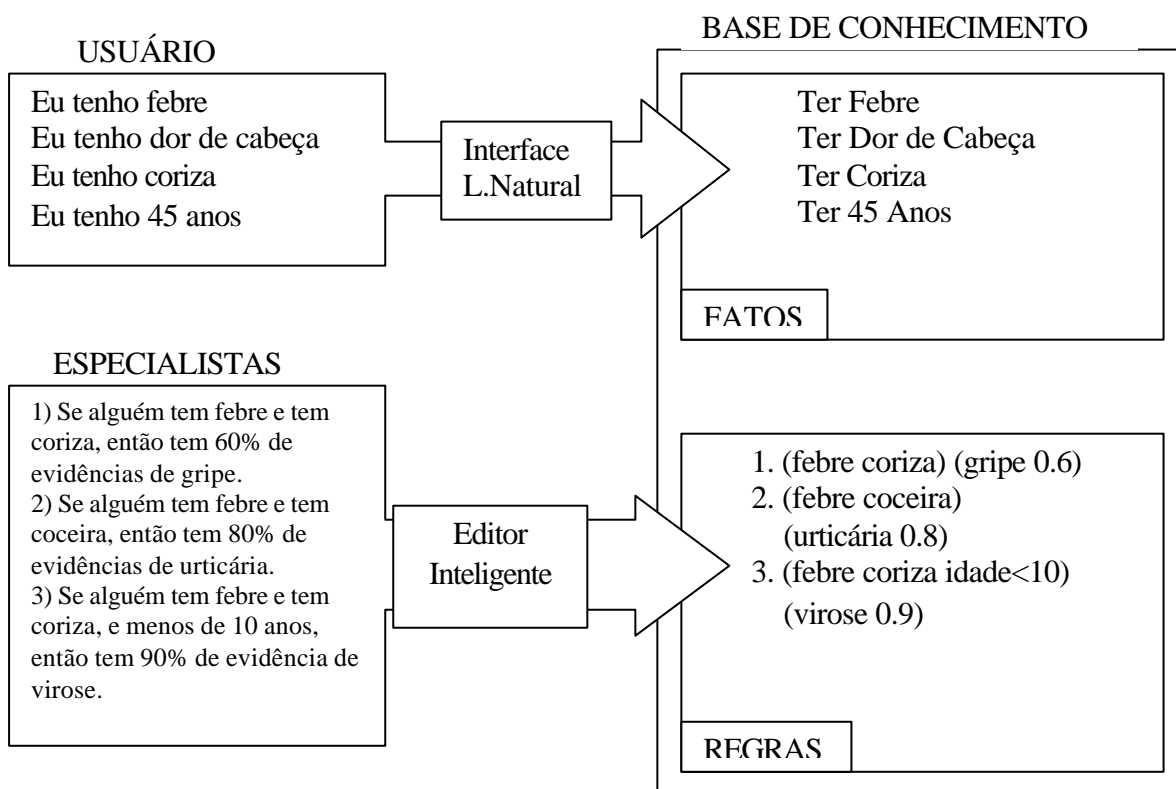 USUÁRIO
Eu tenho febre
Eu tenho dor de cabeça
Eu tenho coriza
Eu tenho 45 anos
Interface
L.Natural
BASE DE CONHECIMENTO
Ter Febre
Ter Dor de Cabeça
Ter Coriza
Ter 45 Anos
FATOS
ESPECIALISTAS
1) Se alguém tem febre e tem
coriza, então tem 60% de
evidências de gripe.
2) Se alguém tem febre e tem
coceira, então tem 80% de
evidências de urticária.
3) Se alguém tem febre e tem
coriza, e menos de 10 anos,
então tem 90% de evidência de
virose.
Editor
Inteligente
1. (febre coriza) (gripe 0.6)
2. (febre coceira)
(urticária 0.8)
3. (febre coriza idade<10)
(virose 0.9)
REGRAS